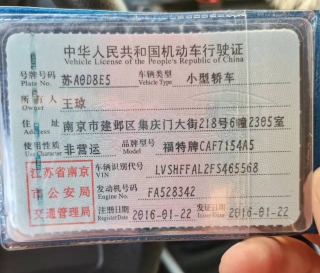 中华人民共和国机动车行驶证
Vehicle License of the People's Republic of China
号牌号码 苏A0D8E5 车辆类型 小型轿车
Plate No. Vehicle Type
所有人 王琼
Owner
住址 南京市建邺区集庆门大街218号6幢2305室
Address
使用性质 非营运 品牌型号 福特牌CAF7154A5
Use Character Model
江苏省南京市公安局交通管理局
车辆识别代号 LVSHFFAL2FS465568
VIN
发动机号码 FA528342
Engine No.
注册日期 2016-01-22 发证日期 2016-01-22
Register Date Issue Date